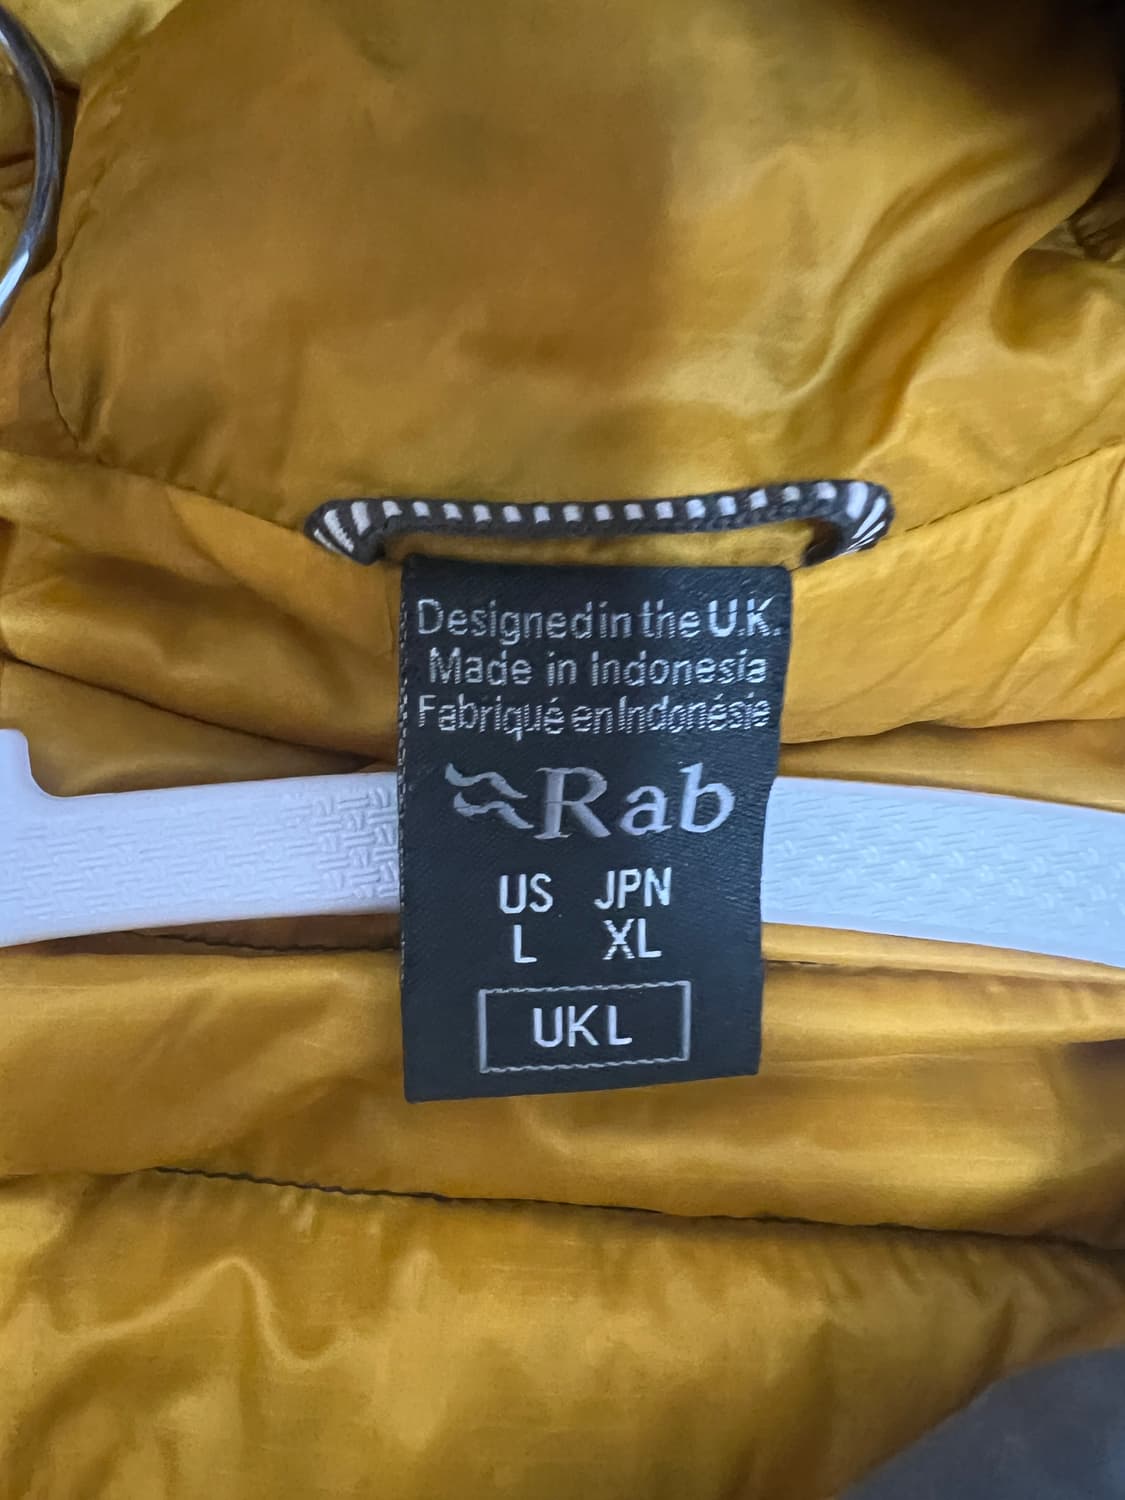 Designed in the U.K.
Made in Indonesia
Fabriqué en Indonésie
Rab
US JPN
L XL
UK L